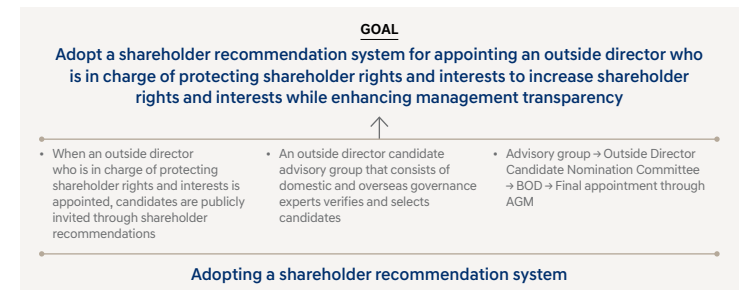 GOAL
Adopt a shareholder recommendation system for appointing an outside director who
is in charge of protecting shareholder rights and interests to increase shareholder
rights and interests while enhancing management transparency
• When an outside director
who is in charge of protecting
shareholder rights and interests is
appointed, candidates are publicly
invited through shareholder
recommendations
• An outside director candidate
advisory group that consists of
domestic and overseas governance
experts verifies and selects
candidates
• Advisory group → Outside Director
Candidate Nomination Committee
→ BOD → Final appointment through
AGM
Adopting a shareholder recommendation system